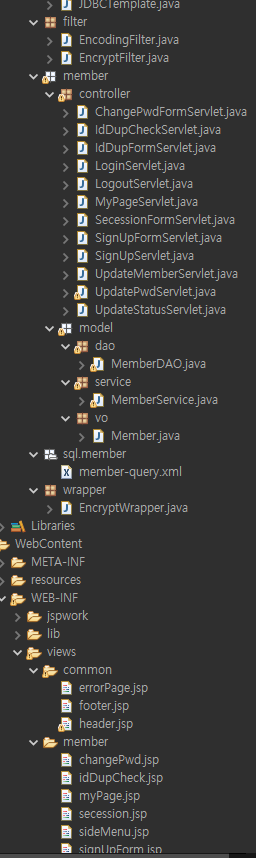 JDBCTemplate.java
filter
EncodingFilter.java
EncryptFilter.java
member
controller
ChangePwdFormServlet.java
IdDupCheckServlet.java
IdDupFormServlet.java
LoginServlet.java
LogoutServlet.java
MyPageServlet.java
SecessionFormServlet.java
SignUpFormServlet.java
SignUpServlet.java
UpdateMemberServlet.java
UpdatePwdServlet.java
UpdateStatusServlet.java
model
dao
MemberDAO.java
service
MemberService.java
vo
Member.java
sql.member
member-query.xml
wrapper
EncryptWrapper.java
Libraries
WebContent
META-INF
resources
WEB-INF
jspwork
lib
views
common
errorPage.jsp
footer.jsp
header.jsp
member
changePwd.jsp
idDupCheck.jsp
myPage.jsp
secession.jsp
sideMenu.jsp
signUpForm.jsp